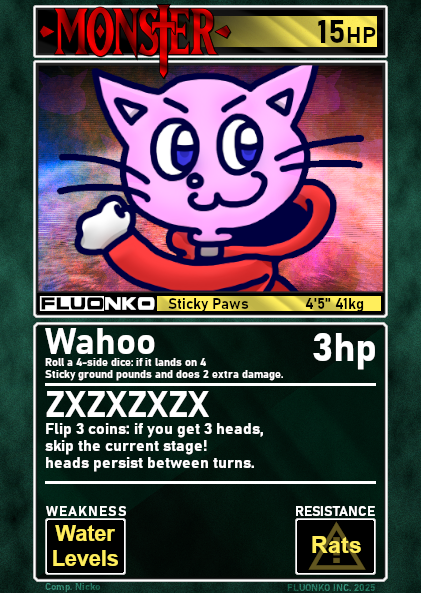 MONSTER
15HP
FLUONKO
Sticky Paws
4'5" 41kg
Wahoo
3hp
Roll a 4-side dice: if it lands on 4
Sticky ground pounds and does 2 extra damage.
ZXZXZXZX
Flip 3 coins: if you get 3 heads,
skip the current stage!
heads persist between turns.
WEAKNESS
Water
Levels
RESISTANCE
Rats
Comp. Nicko
FLUONKO INC. 2025